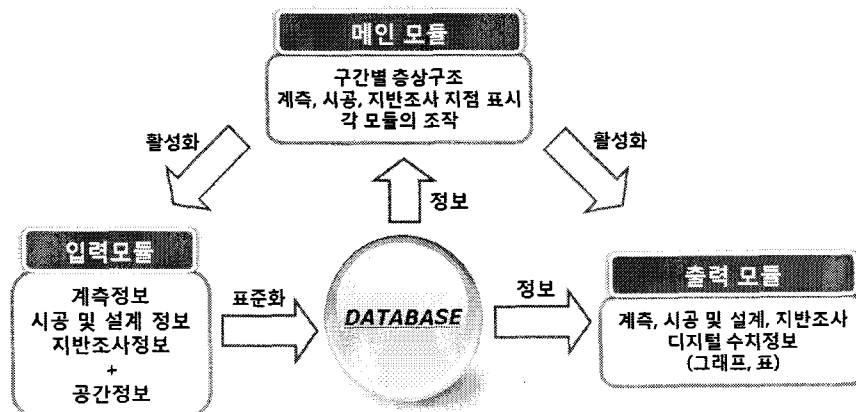 메인 모듈
구간별 층상구조
계측, 시공, 지반조사 지점 표시
각 모듈의 조작
활성화
활성화
정보
입력모듈
계측정보
시공 및 설계 정보
지반조사정보
+
공간정보
표준화
DATABASE
정보
출력 모듈
계측, 시공 및 설계, 지반조사
디지털 수치정보
(그래프, 표)